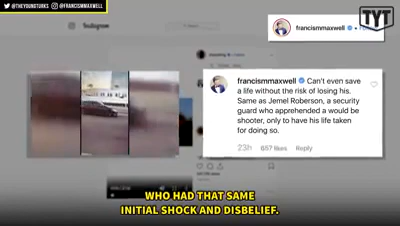 @THEYOUNGTURKS @FRANCISMMAXWELL
TYT
francismmaxwell
francismmaxwell Can't even save
a life without the risk of losing his.
Same as Jemel Roberson, a security
guard who apprehended a would be
shooter, only to have his life taken
for doing so.
23h 657 likes Reply
WHO HAD THAT SAME
INITIAL SHOCK AND DISBELIEF.